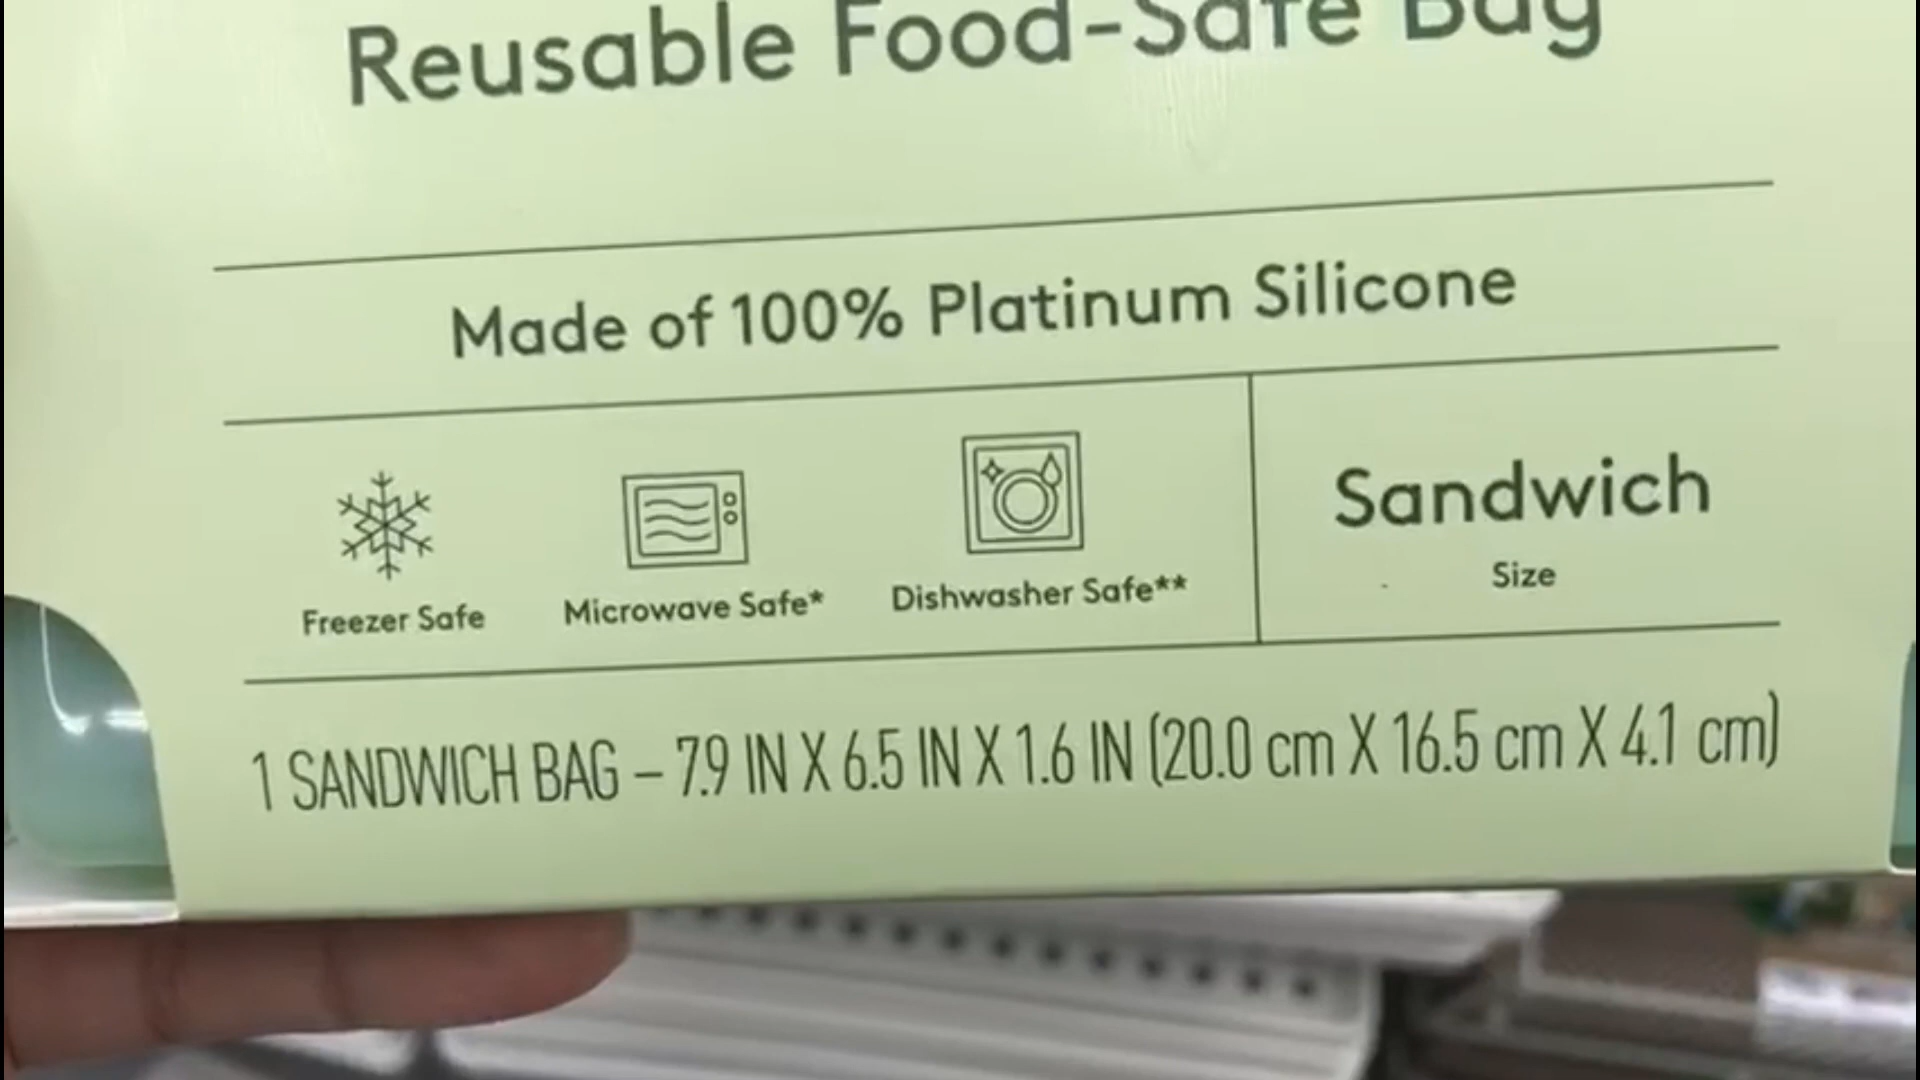 Reusable Food-Safe Bag
Made of 100% Platinum Silicone
Freezer Safe
Microwave Safe*
Dishwasher Safe**
Sandwich
Size
1 SANDWICH BAG – 7.9 IN X 6.5 IN X 1.6 IN (20.0 cm X 16.5 cm X 4.1 cm)